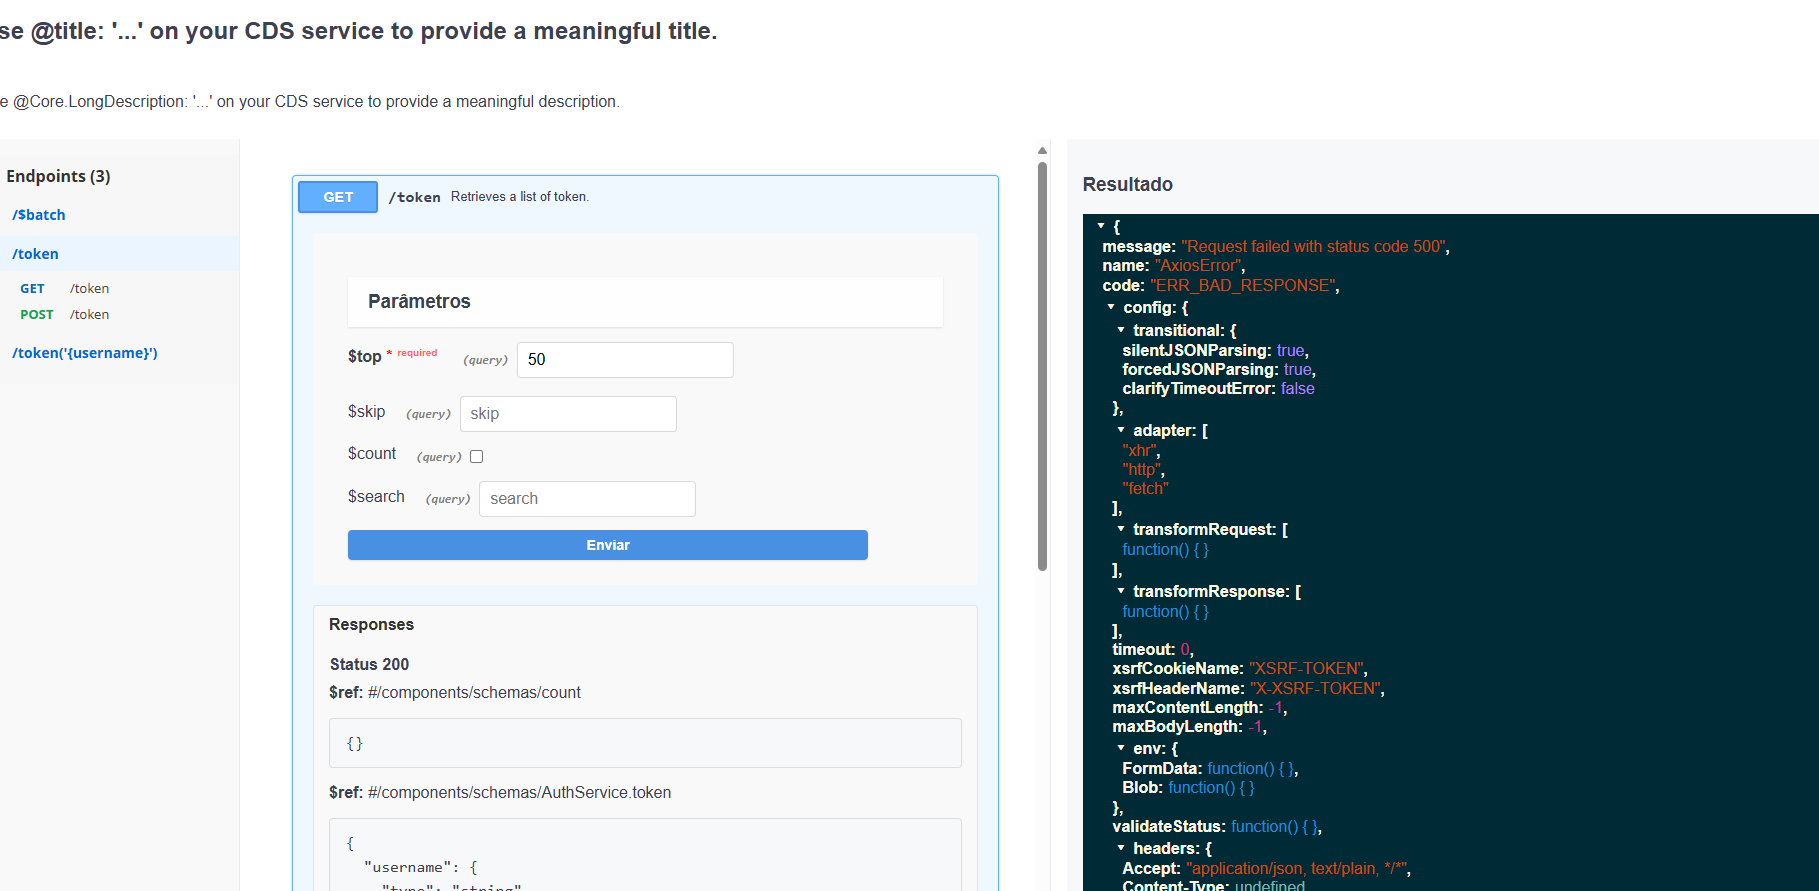 se @title: '...' on your CDS service to provide a meaningful title.
e @Core.LongDescription: '...' on your CDS service to provide a meaningful description.
Endpoints (3)
/$batch
/token
GET /token
POST /token
/token('{username}')
GET /token Retrieves a list of token.
Parâmetros
$top * required (query) 50
$skip (query) skip
$count (query)
$search (query) search
Enviar
Responses
Status 200
$ref: #/components/schemas/count
{}
$ref: #/components/schemas/AuthService.token
{
"username": {
"type": "string"
Resultado
{
message: "Request failed with status code 500",
name: "AxiosError",
code: "ERR_BAD_RESPONSE",
config: {
transitional: {
silentJSONParsing: true,
forcedJSONParsing: true,
clarifyTimeoutError: false
},
adapter: [
"xhr",
"http",
"fetch"
],
transformRequest: [
function() { }
],
transformResponse: [
function() { }
],
timeout: 0,
xsrfCookieName: "XSRF-TOKEN",
xsrfHeaderName: "X-XSRF-TOKEN",
maxContentLength: -1,
maxBodyLength: -1,
env: {
FormData: function() { },
Blob: function() { }
},
validateStatus: function() { },
headers: {
Accept: "application/json, text/plain, */*",
Content-Type: undefined